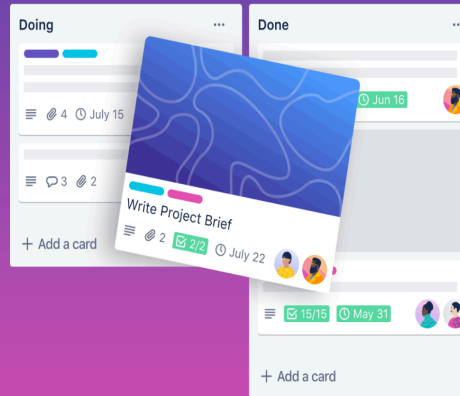 Doing
4 July 15
3 2
+ Add a card
Write Project Brief
2 2/2 July 22
Done
Jun 16
15/15 May 31
+ Add a card